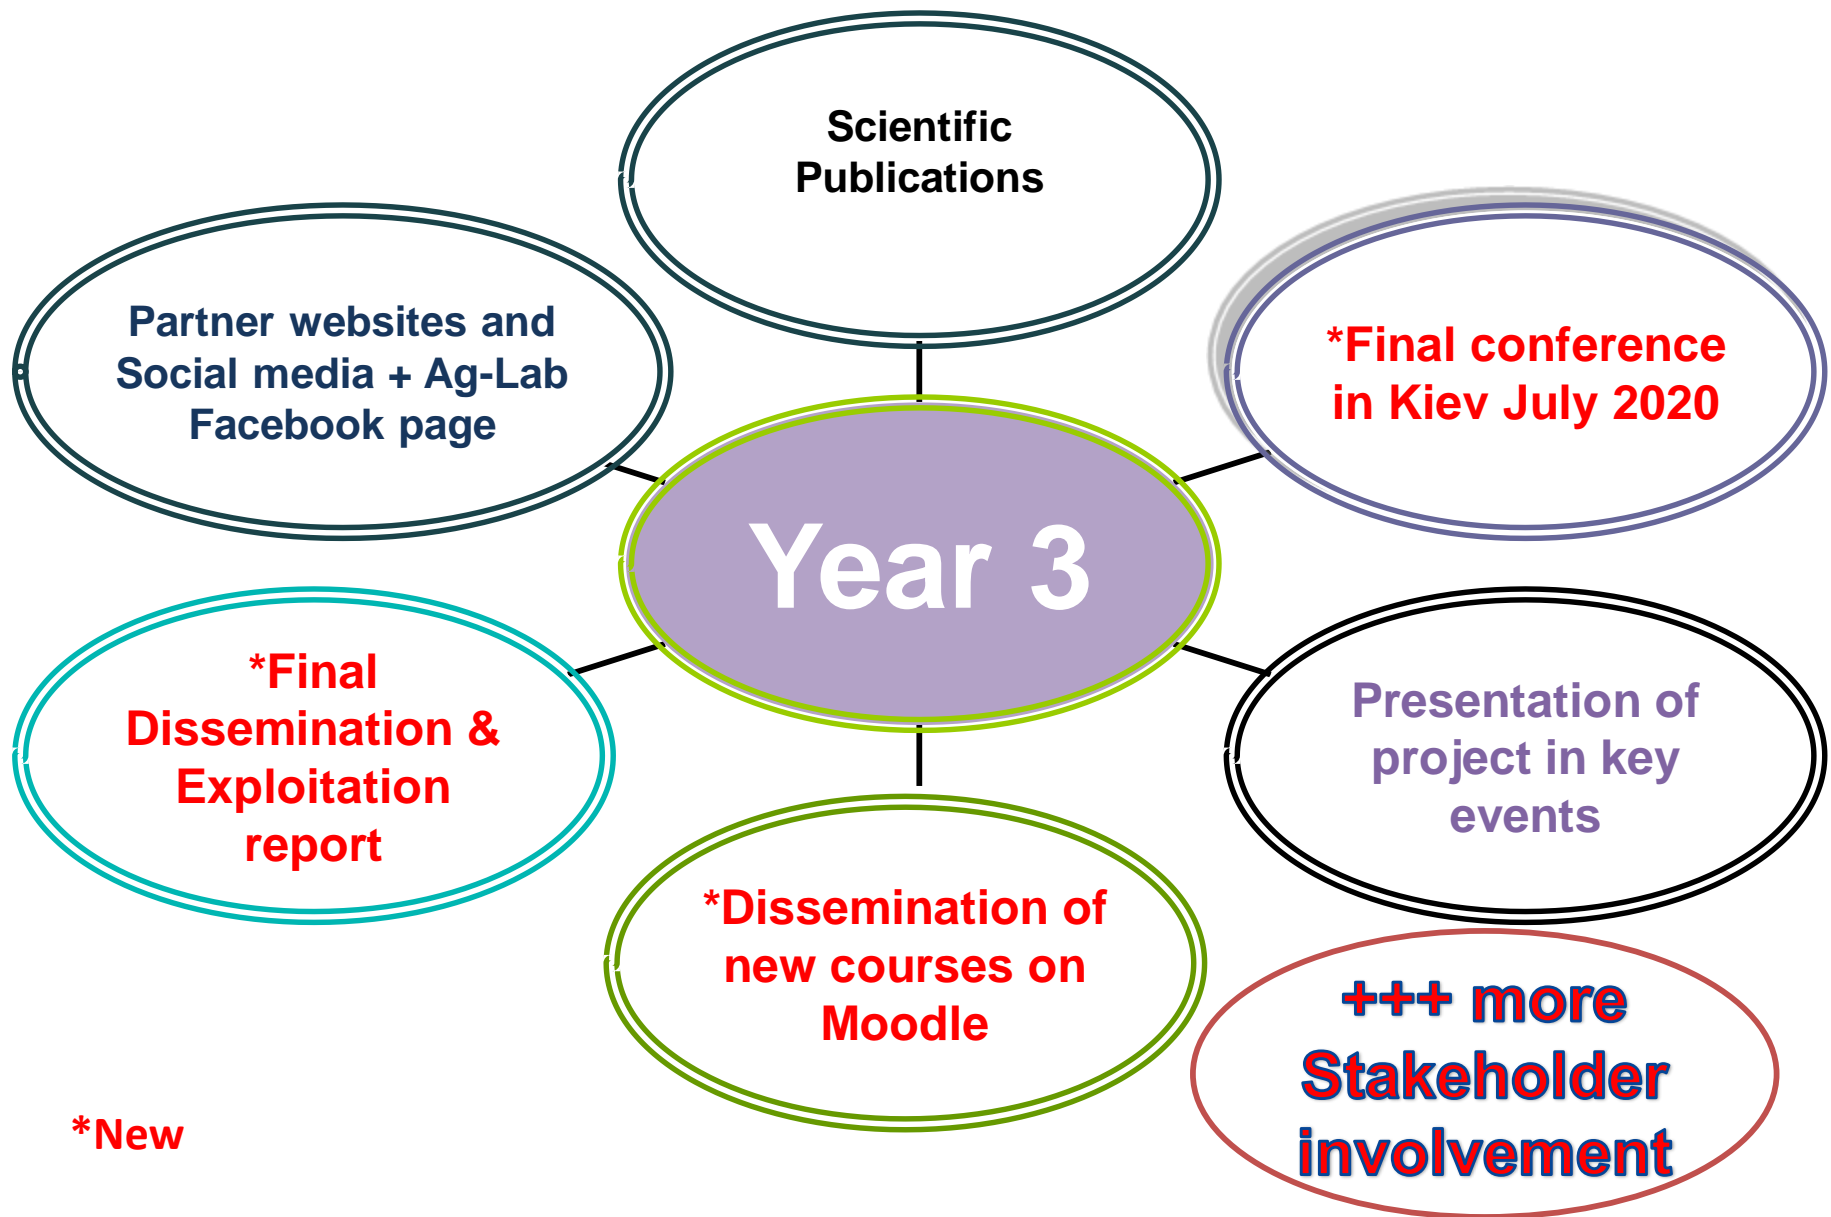 Scientific
Publications
Partner websites and
Social media + Ag-Lab
Facebook page
*Final conference
in Kiev July 2020
Year 3
*Final
Dissemination &
Exploitation
report
Presentation of
project in key
events
*Dissemination of
new courses on
Moodle
+++ more
Stakeholder
involvement
*New